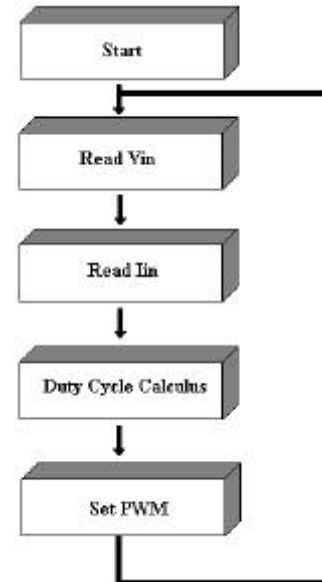 Start
Read Vin
Read Iin
Duty Cycle Calculus
Set PWM